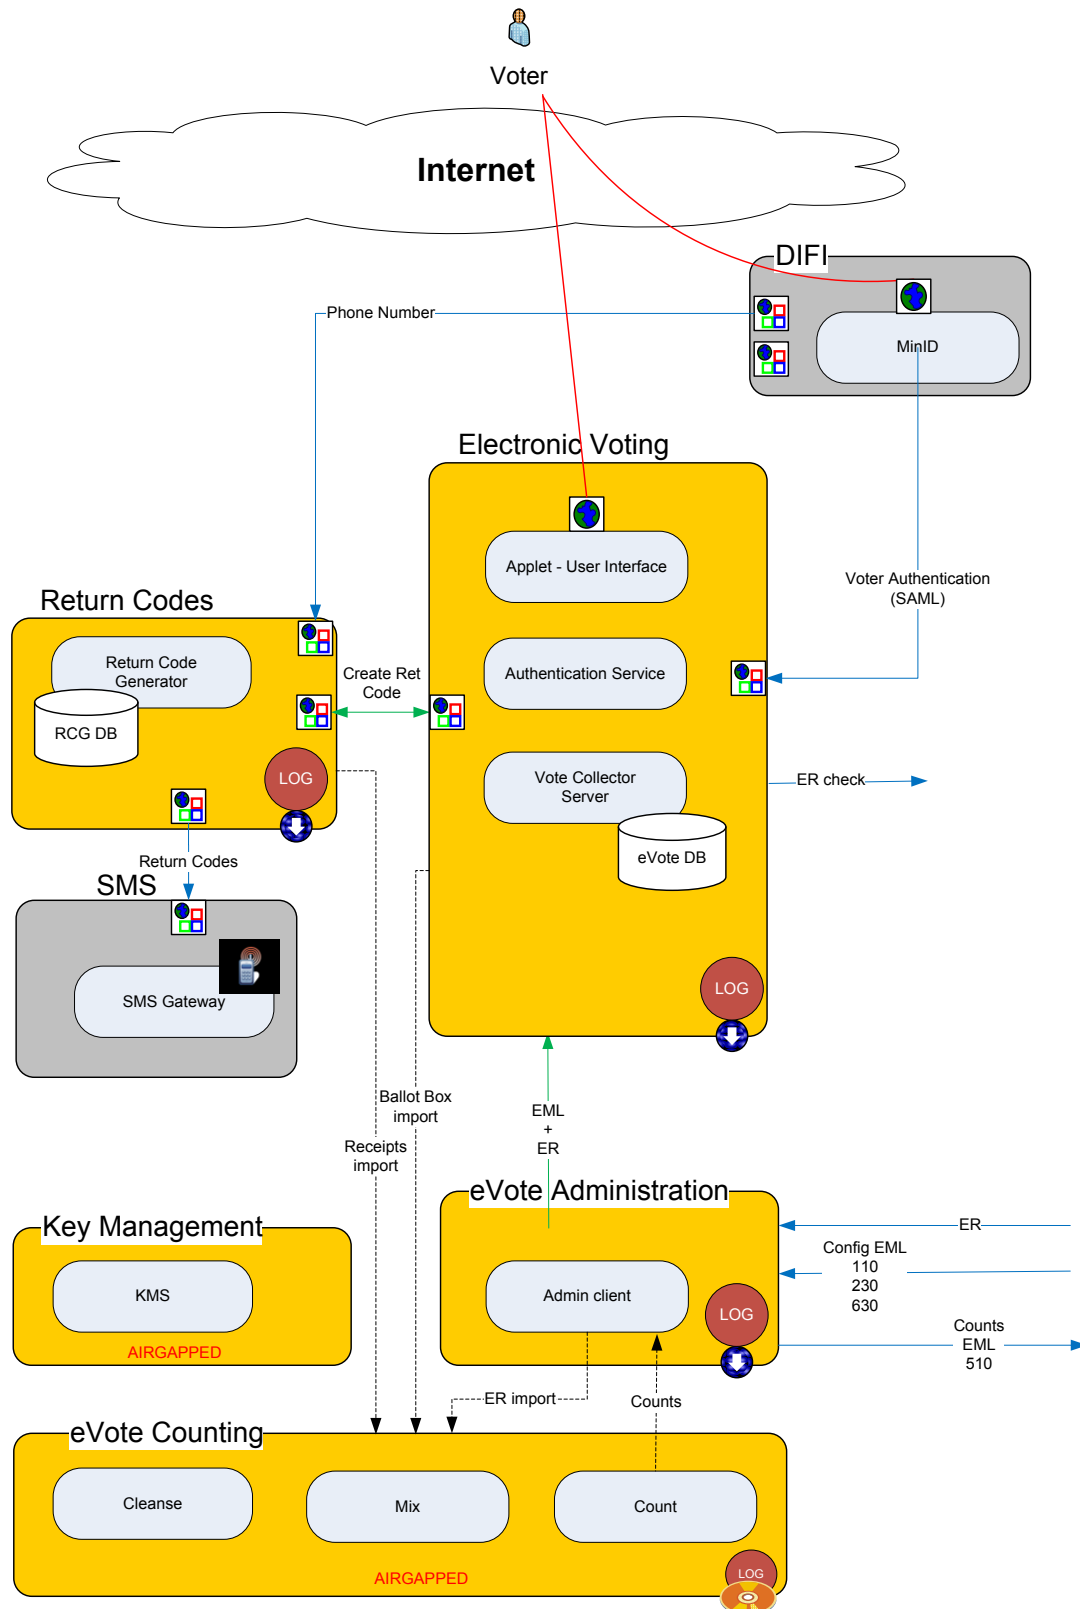 Voter
Internet
DIFI
Phone Number
MinID
Electronic Voting
Applet - User Interface
Voter Authentication
(SAML)
Return Codes
Return Code
Generator
RCG DB
Create Ret
Code
Authentication Service
LOG
Vote Collector
Server
eVote DB
ER check
Return Codes
SMS
SMS Gateway
LOG
Ballot Box
import
Receipts
import
EML
+
ER
eVote Administration
Key Management
KMS
AIRGAPPED
Admin client
LOG
ER
Config EML
110
230
630
Counts
EML
510
ER import
Counts
eVote Counting
Cleanse
Mix
Count
AIRGAPPED
LOG